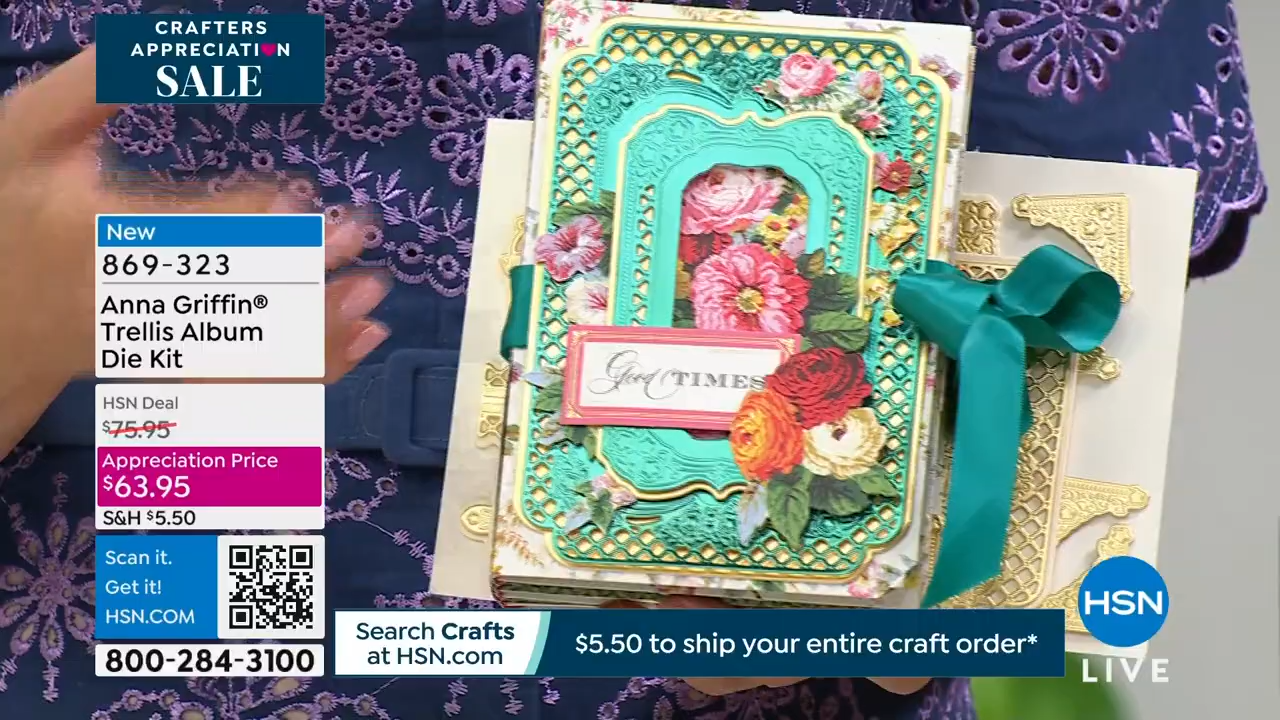 CRAFTERS
APPRECIATION
SALE
New
869-323
Anna Griffin®
Trellis Album
Die Kit
HSN Deal
$75.95
Appreciation Price
$63.95
S&H $5.50
Scan it.
Get it!
HSN.COM
800-284-3100
Good TIMES
Search Crafts
at HSN.com
$5.50 to ship your entire craft order*
HSN
LIVE